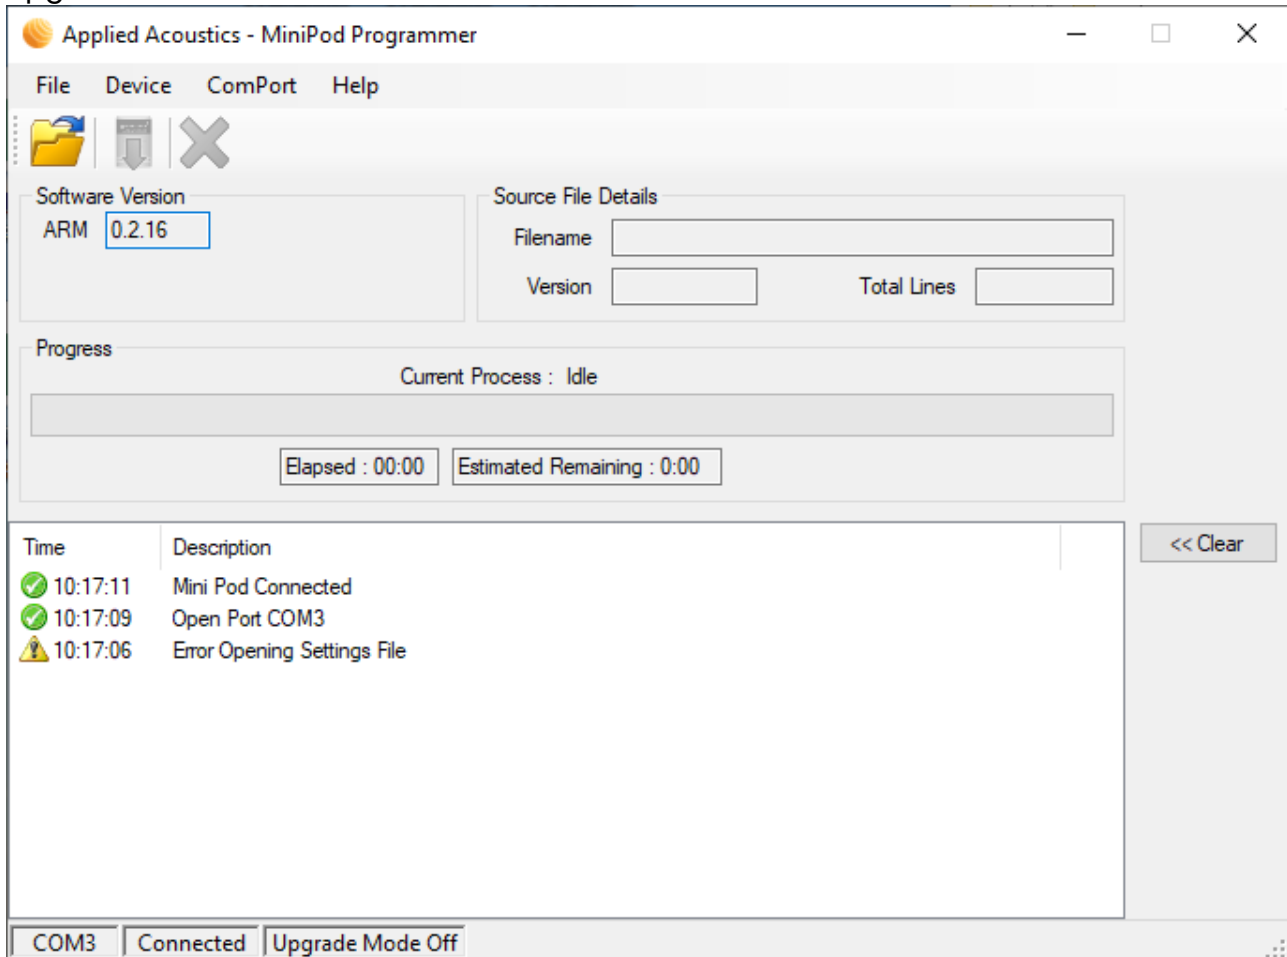 Applied Acoustics - MiniPod Programmer
File Device ComPort Help
Software Version
ARM 0.2.16
Source File Details
Filename
Version Total Lines
Progress
Current Process : Idle
Elapsed : 00:00 Estimated Remaining : 0:00
Time Description
10:17:11 Mini Pod Connected
10:17:09 Open Port COM3
10:17:06 Error Opening Settings File
<< Clear
COM3 Connected Upgrade Mode Off